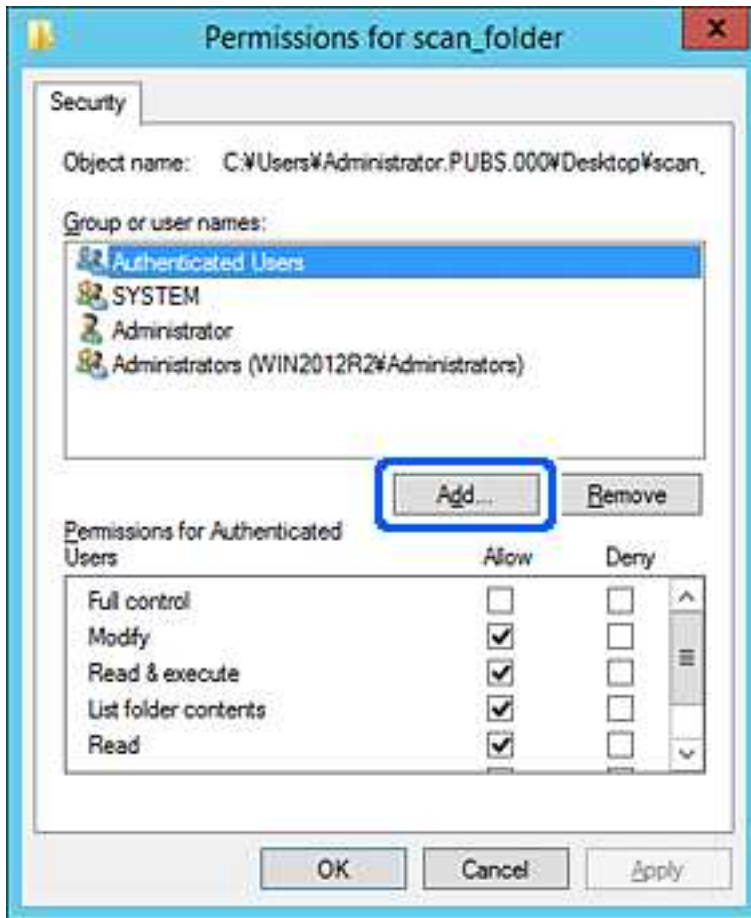 Permissions for scan_folder
Security
Object name: C:¥Users¥Administrator.PUBS.000¥Desktop¥scan_
Group or user names:
Authenticated Users
SYSTEM
Administrator
Administrators (WIN2012R2¥Administrators)
Add... Remove
Permissions for Authenticated
Users Allow Deny
Full control
Modify
Read & execute
List folder contents
Read
OK Cancel Apply